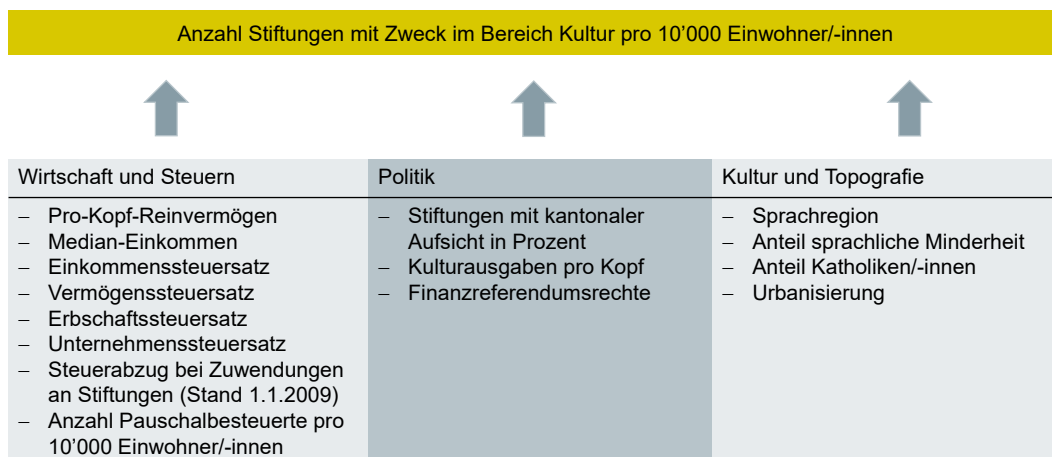 Anzahl Stiftungen mit Zweck im Bereich Kultur pro 10’000 Einwohner/-innen
Wirtschaft und Steuern
– Pro-Kopf-Reinvermögen
– Median-Einkommen
– Einkommenssteuersatz
– Vermögenssteuersatz
– Erbschaftssteuersatz
– Unternehmenssteuersatz
– Steuerabzug bei Zuwendungen
an Stiftungen (Stand 1.1.2009)
– Anzahl Pauschalbesteuerte pro
10’000 Einwohner/-innen
Politik
– Stiftungen mit kantonaler
Aufsicht in Prozent
– Kulturausgaben pro Kopf
– Finanzreferendumsrechte
Kultur und Topografie
– Sprachregion
– Anteil sprachliche Minderheit
– Anteil Katholiken/-innen
– Urbanisierung